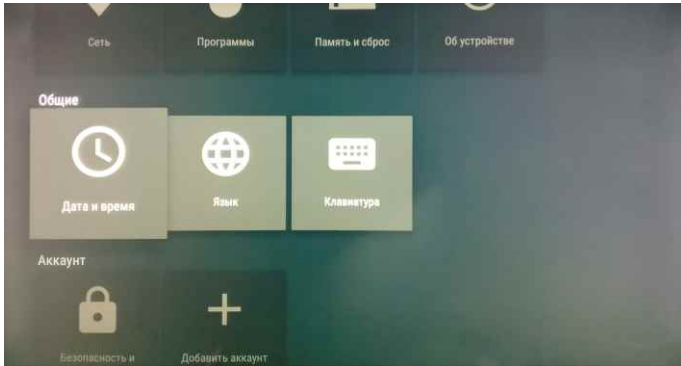 Сеть
Программы
Память и сброс
Об устройстве
Общие
Дата и время
Язык
Клавиатура
Аккаунт
Безопасность и
Добавить аккаунт